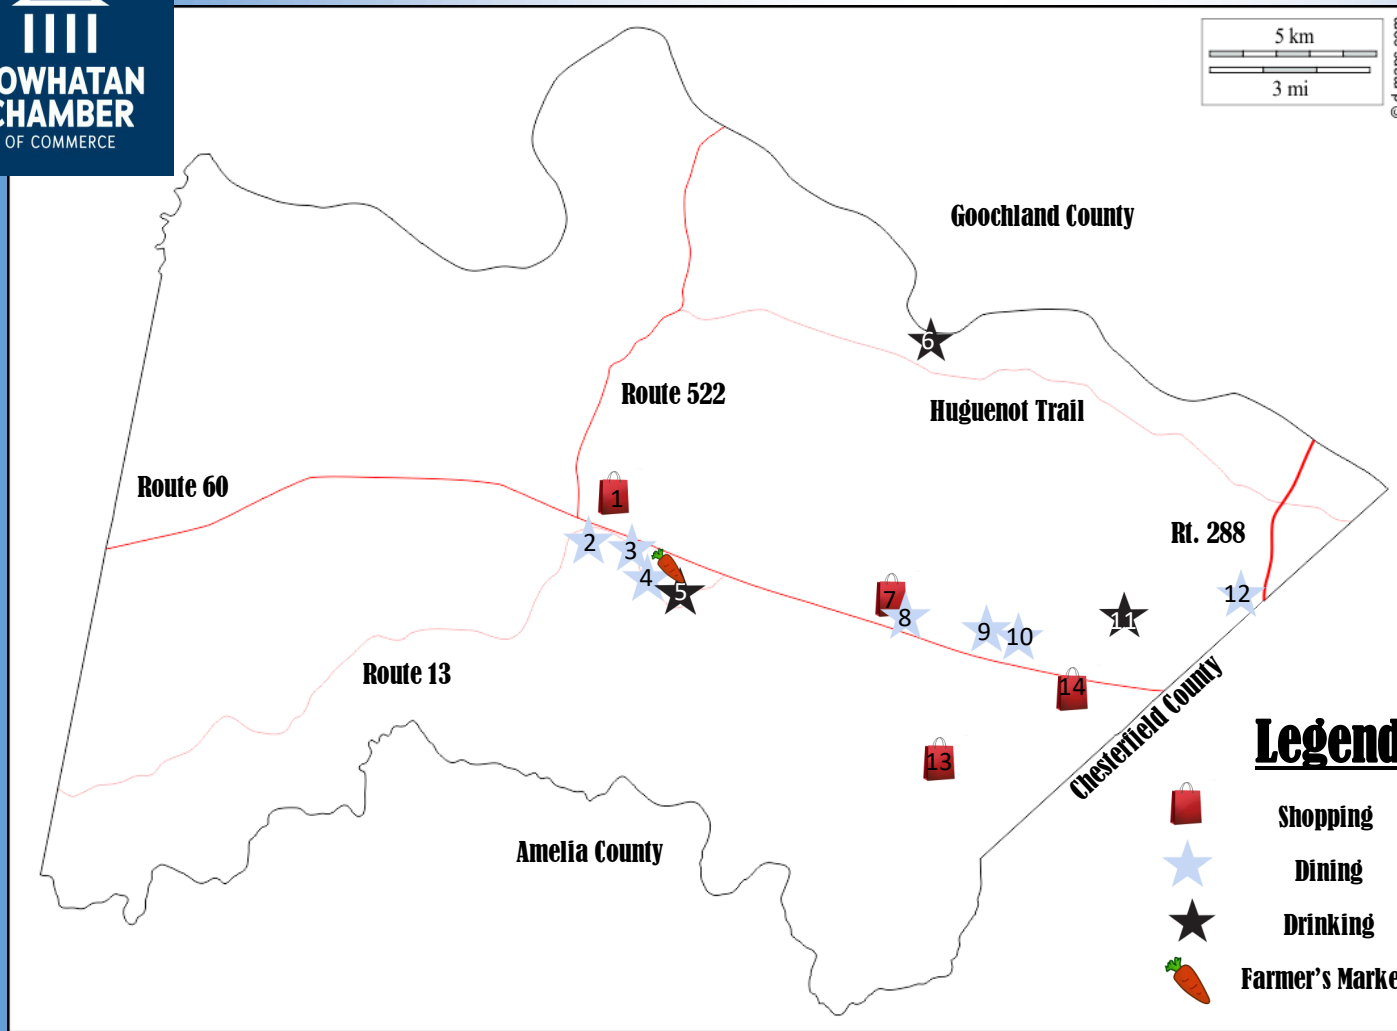 OWHATAN
CHAMBER
OF COMMERCE
5 km
3 mi
© d-maps.com
Goochland County
6
Route 522
Huguenot Trail
Route 60
1
Rt. 288
2
3
4
5
7
8
9
10
11
12
Route 13
14
13
Chesterfield County
Amelia County
Legend
Shopping
Dining
Drinking
Farmer's Marke